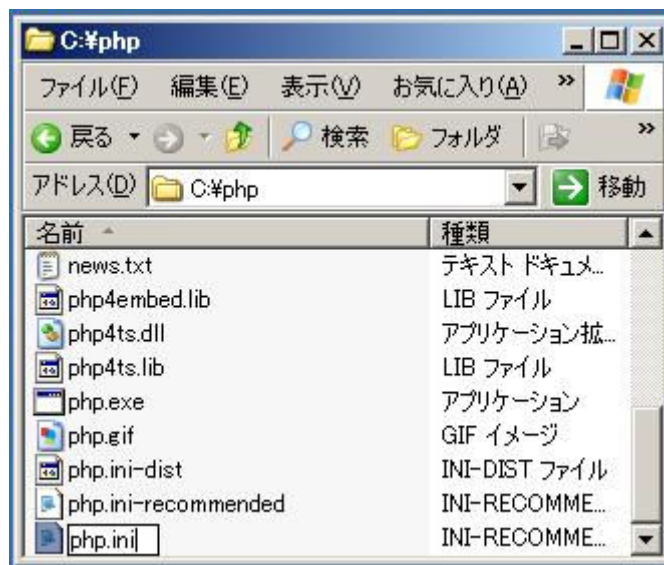 C:¥php
ファイル(F) 編集(E) 表示(V) お気に入り(A) »
戻る 検索 フォルダ »
アドレス(D) C:¥php 移動
名前 種類
news.txt テキスト ドキュメ...
php4embed.lib LIB ファイル
php4ts.dll アプリケーション拡...
php4ts.lib LIB ファイル
php.exe アプリケーション
php.gif GIF イメージ
php.ini-dist INI-DIST ファイル
php.ini-recommended INI-RECOMME...
php.ini INI-RECOMME...